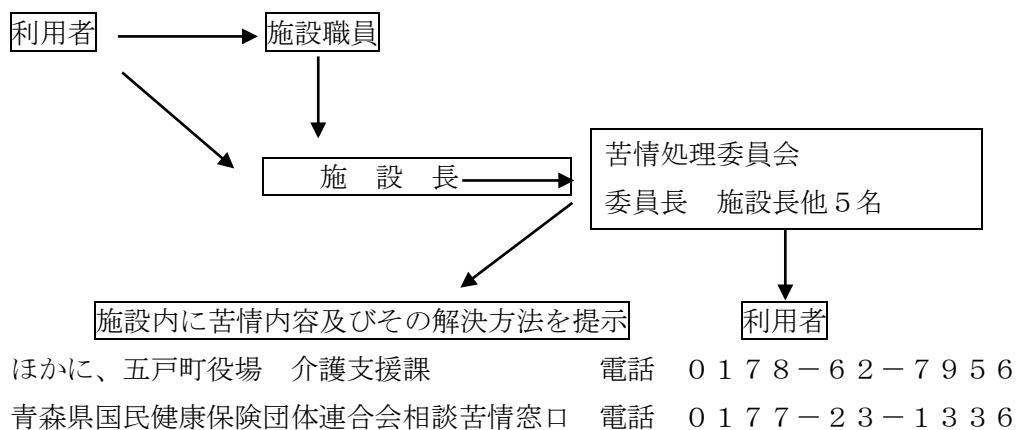 利用者
施設職員
施　設　長
苦情処理委員会
委員長　施設長他５名
施設内に苦情内容及びその解決方法を提示
利用者
ほかに、五戸町役場　介護支援課　電話　０１７８－６２－７９５６
青森県国民健康保険団体連合会相談苦情窓口　電話　０１７７－２３－１３３６